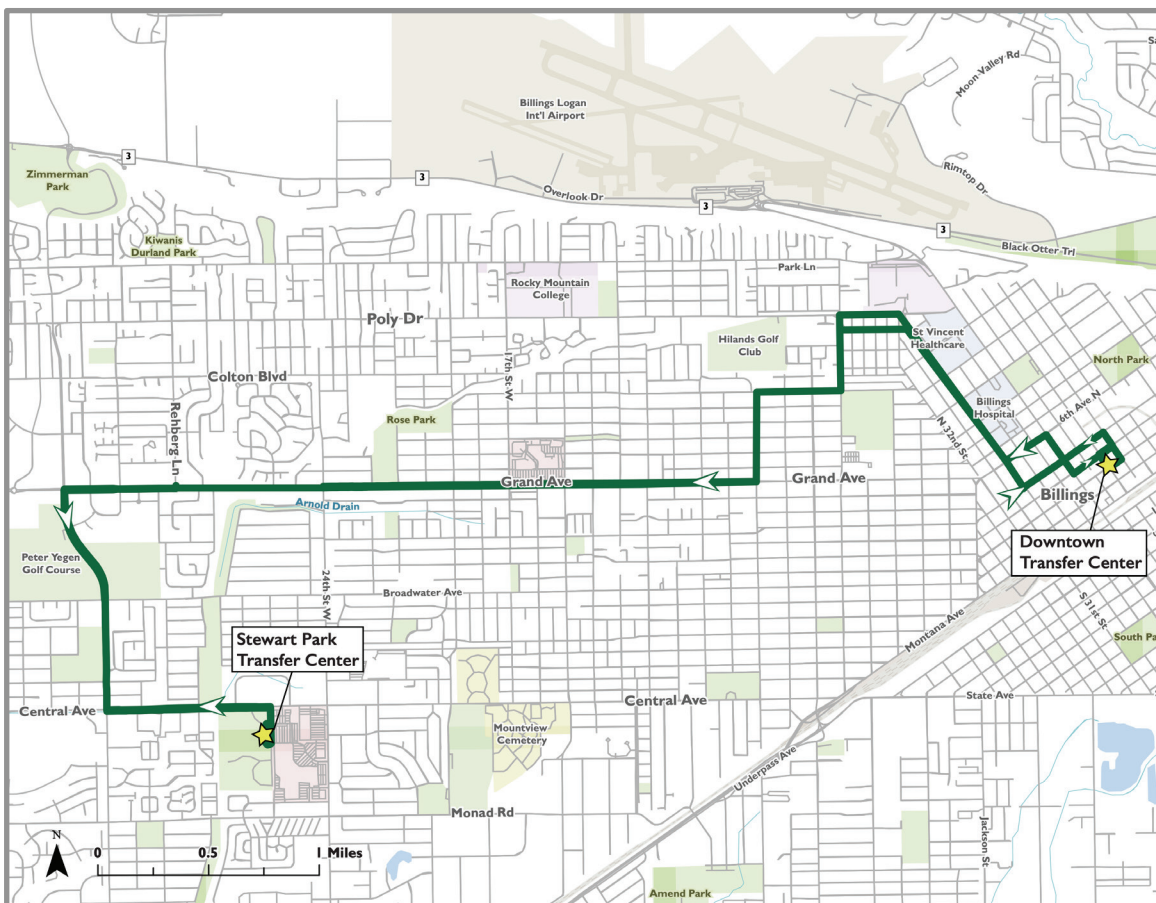 Moon Valley Rd
Sa
Billings Logan
Int'l Airport
3
Zimmerman
Park
3
Overlook Dr
Rimtop Dr
3
3
Kiwanis
Durland Park
Black Otter Trl
Park Ln
Rocky Mountain
College
Poly Dr
St Vincent
Healthcare
Hilands Golf
Club
17th St W
North Park
Colton Blvd
Rehberg Ln
Rose Park
Billings
Hospital
6th Ave N
N 32nd St
Grand Ave
Grand Ave
Billings
Arnold Drain
Downtown
Transfer Center
Peter Yegen
Golf Course
24th St W
Broadwater Ave
S 31st St
Montana Ave
South Pa
Stewart Park
Transfer Center
Central Ave
Central Ave
State Ave
Mountview
Cemetery
Underpass Ave
Monad Rd
Jackson St
N
0
0.5
1 Miles
Amend Park